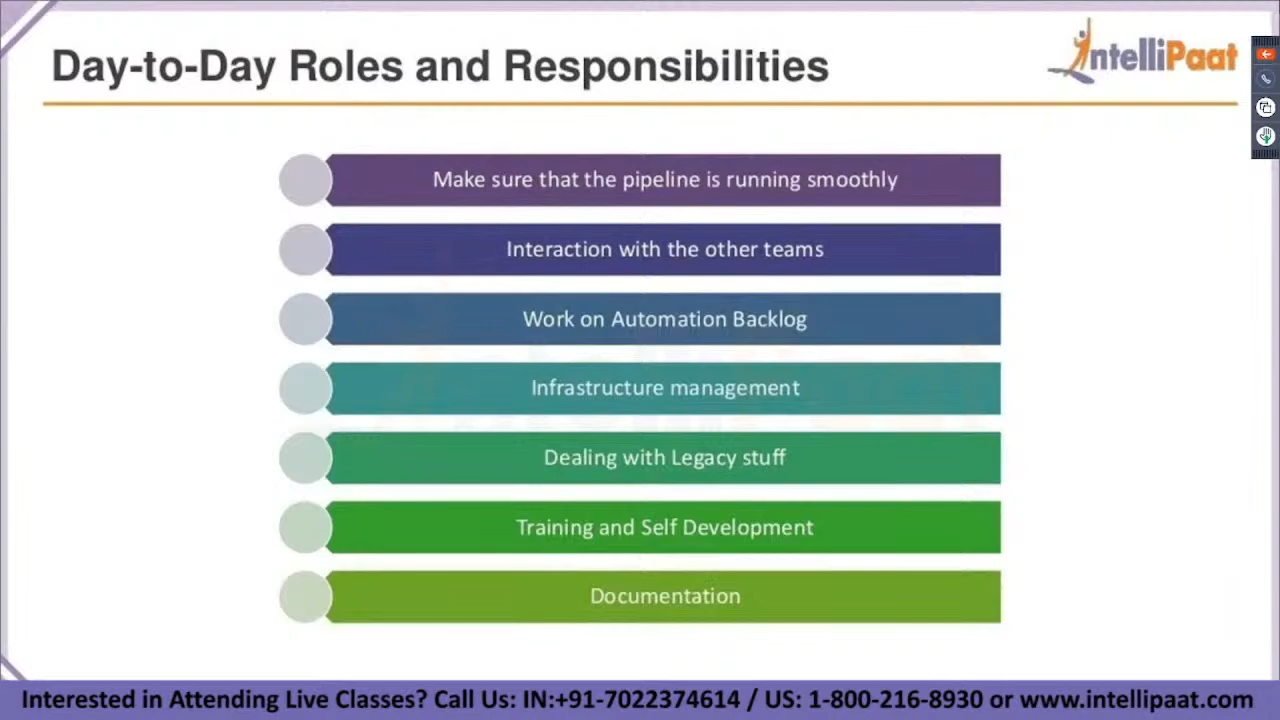 Day-to-Day Roles and Responsibilities
IntelliPaat
Make sure that the pipeline is running smoothly
Interaction with the other teams
Work on Automation Backlog
Infrastructure management
Dealing with Legacy stuff
Training and Self Development
Documentation
Interested in Attending Live Classes? Call Us: IN:+91-7022374614 / US: 1-800-216-8930 or www.intellipaat.com